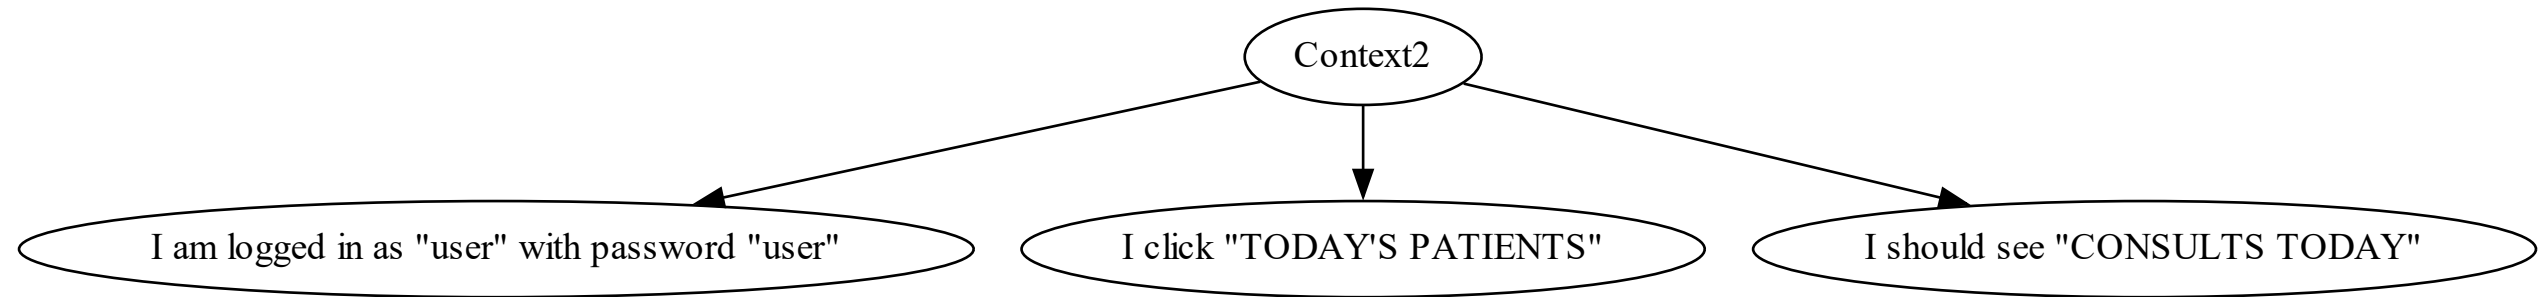 Context2
I am logged in as "user" with password "user"
I click "TODAY'S PATIENTS"
I should see "CONSULTS TODAY"